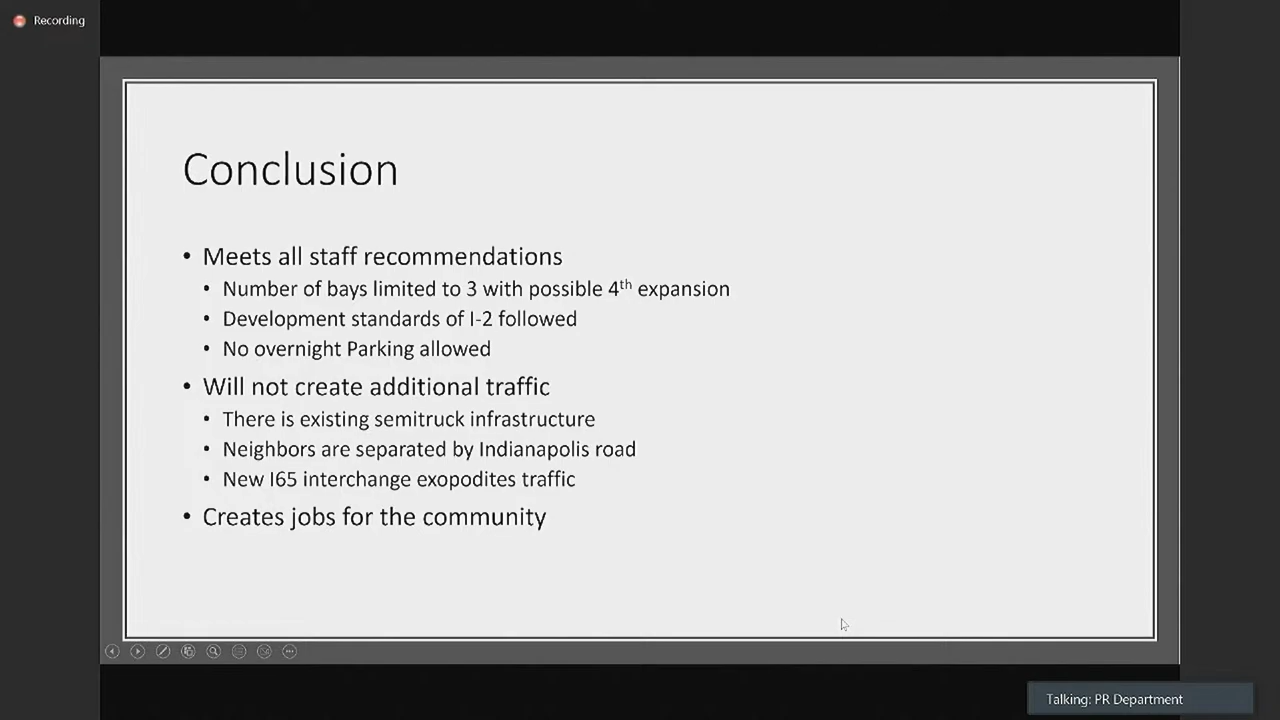 Recording
Conclusion
• Meets all staff recommendations
• Number of bays limited to 3 with possible 4th expansion
• Development standards of I-2 followed
• No overnight Parking allowed
• Will not create additional traffic
• There is existing semitruck infrastructure
• Neighbors are separated by Indianapolis road
• New I65 interchange exopodites traffic
• Creates jobs for the community
Talking: PR Department